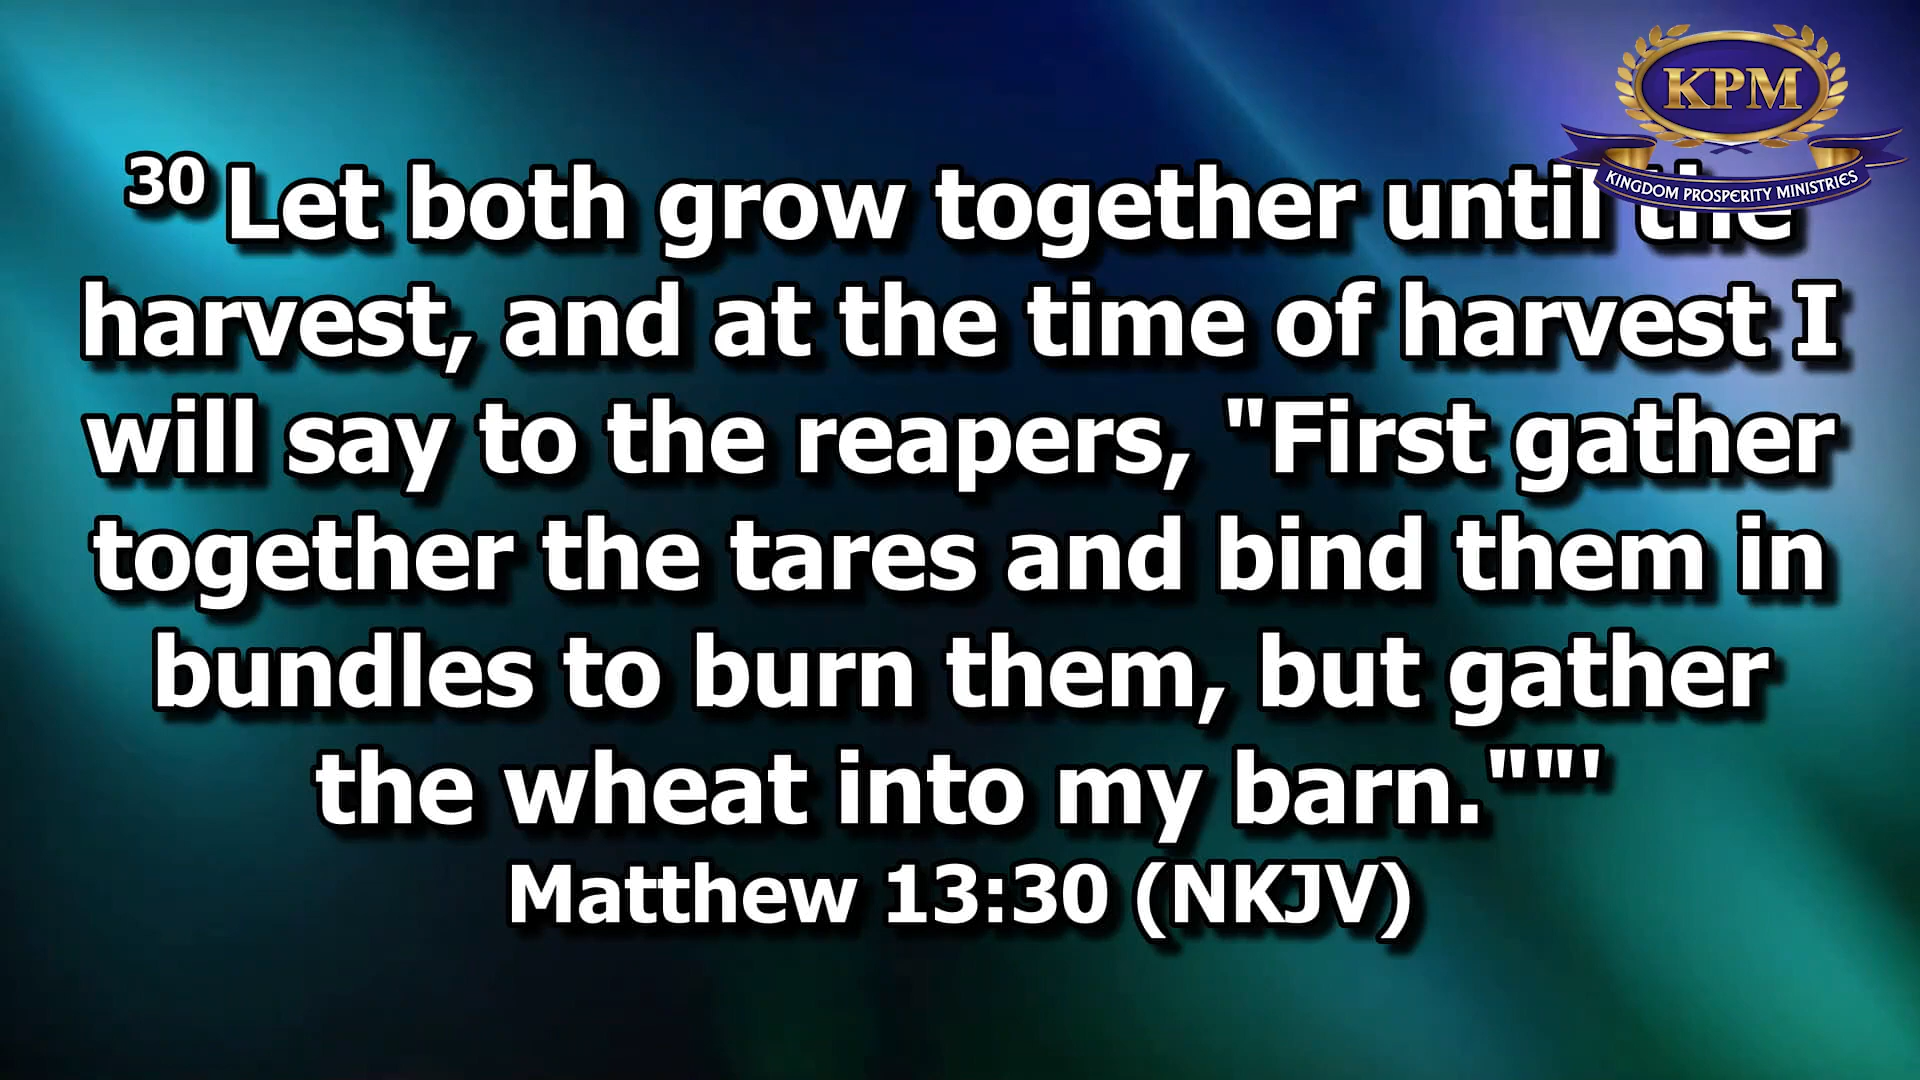 KPM
KINGDOM PROSPERITY MINISTRIES
30 Let both grow together until the
harvest, and at the time of harvest I
will say to the reapers, "First gather
together the tares and bind them in
bundles to burn them, but gather
the wheat into my barn.""'
Matthew 13:30 (NKJV)